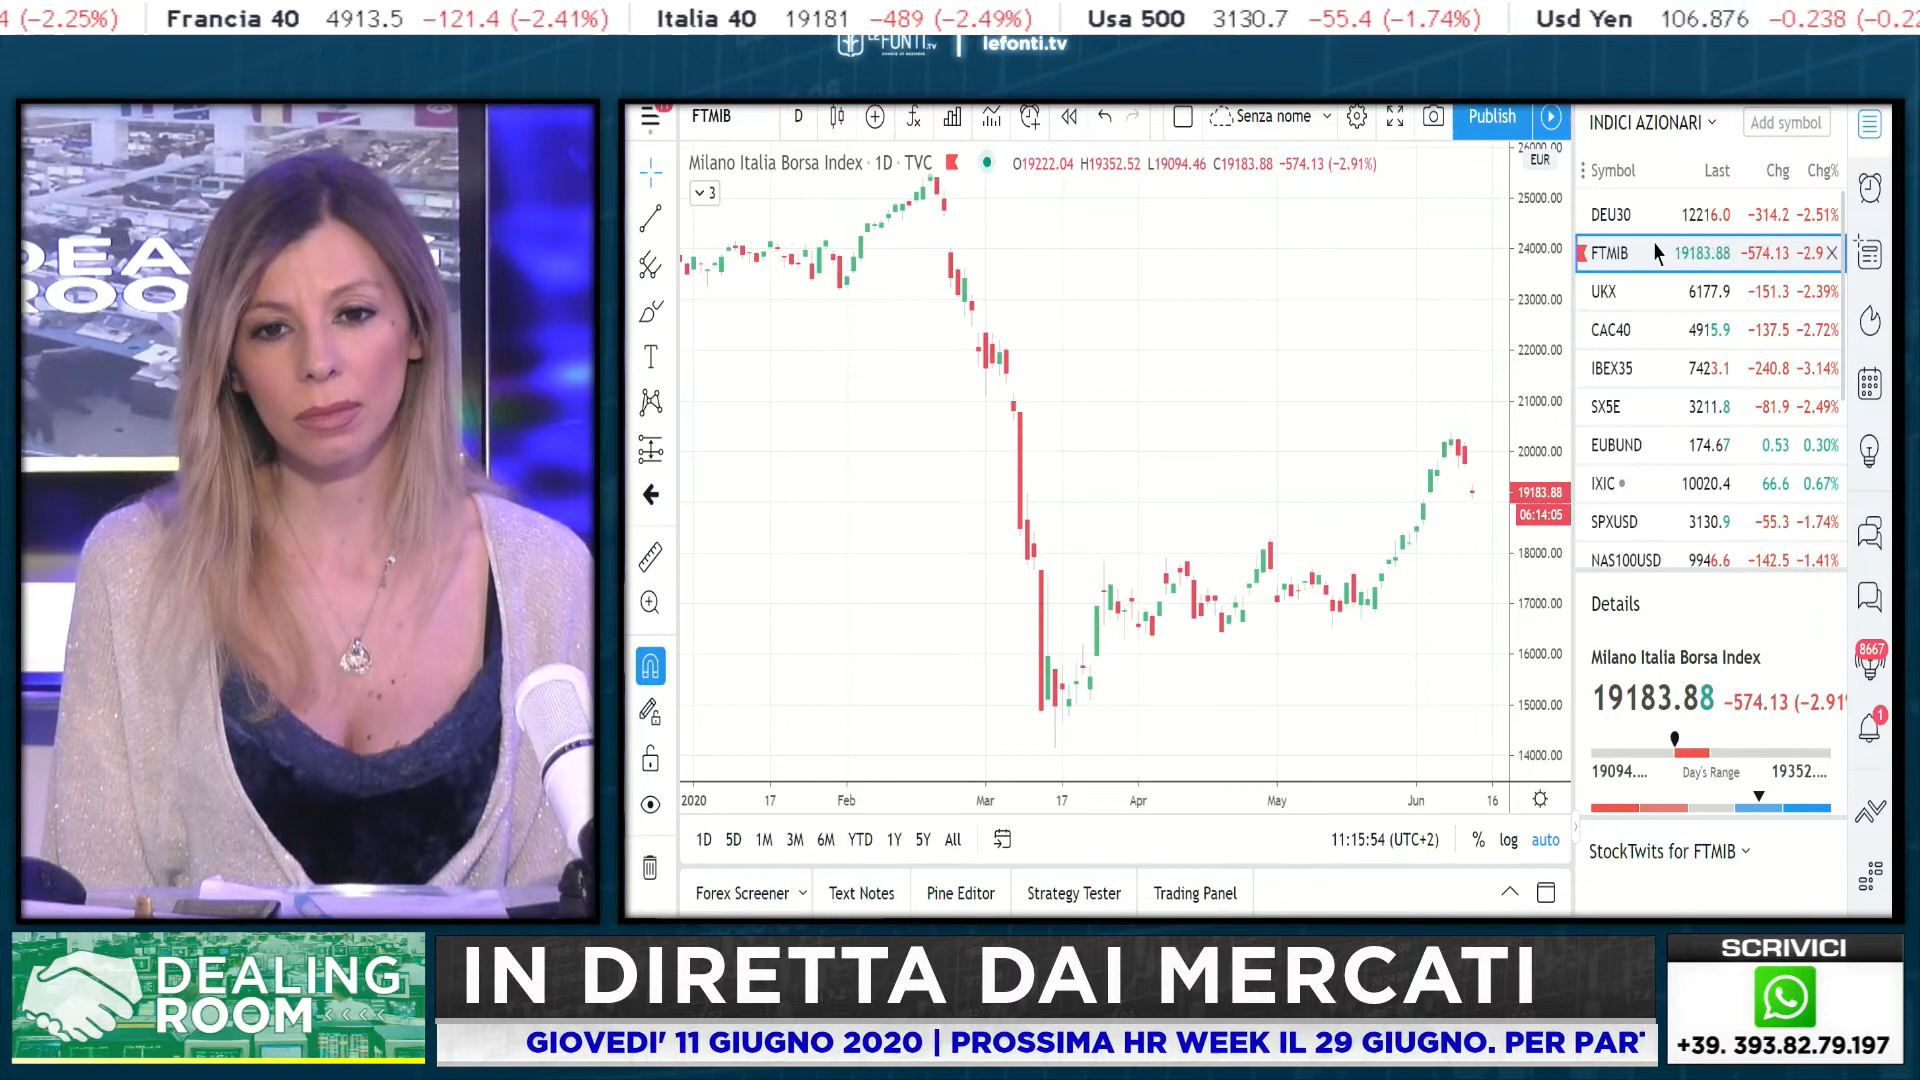 4 (−2.25%) Francia 40 4913.5 −121.4 (−2.41%) Italia 40 19181 −489 (−2.49%) Usa 500 3130.7 −55.4 (−1.74%) Usd Yen 106.876 −0.238
LEFONTI.TV | lefonti.tv
DEALING
ROOM
FTMIB D Senza nome Publish
Milano Italia Borsa Index · 1D · TVC O19222.04 H19352.52 L19094.46 C19183.88 −574.13 (−2.91%)
3
EUR
26000.00
25000.00
24000.00
23000.00
22000.00
21000.00
20000.00
19183.88
06:14:05
18000.00
17000.00
16000.00
15000.00
14000.00
2020 17 Feb Mar 17 Apr May Jun 16
1D 5D 1M 3M 6M YTD 1Y 5Y All 11:15:54 (UTC+2) % log auto
Forex Screener Text Notes Pine Editor Strategy Tester Trading Panel
INDICI AZIONARI Add symbol
Symbol Last Chg Chg%
DEU30 12216.0 −314.2 −2.51%
FTMIB 19183.88 −574.13 −2.9
UKX 6177.9 −151.3 −2.39%
CAC40 4915.9 −137.5 −2.72%
IBEX35 7423.1 −240.8 −3.14%
SX5E 3211.8 −81.9 −2.49%
EUBUND 174.67 0.53 0.30%
IXIC 10020.4 66.6 0.67%
SPXUSD 3130.9 −55.3 −1.74%
NAS100USD 9946.6 −142.5 −1.41%
Details
Milano Italia Borsa Index
19183.88 −574.13 (−2.91
19094.... Day's Range 19352....
StockTwits for FTMIB
8667
1
DEALING
ROOM
IN DIRETTA DAI MERCATI
GIOVEDI' 11 GIUGNO 2020 | PROSSIMA HR WEEK IL 29 GIUGNO. PER PAR
SCRIVICI
+39. 393.82.79.197